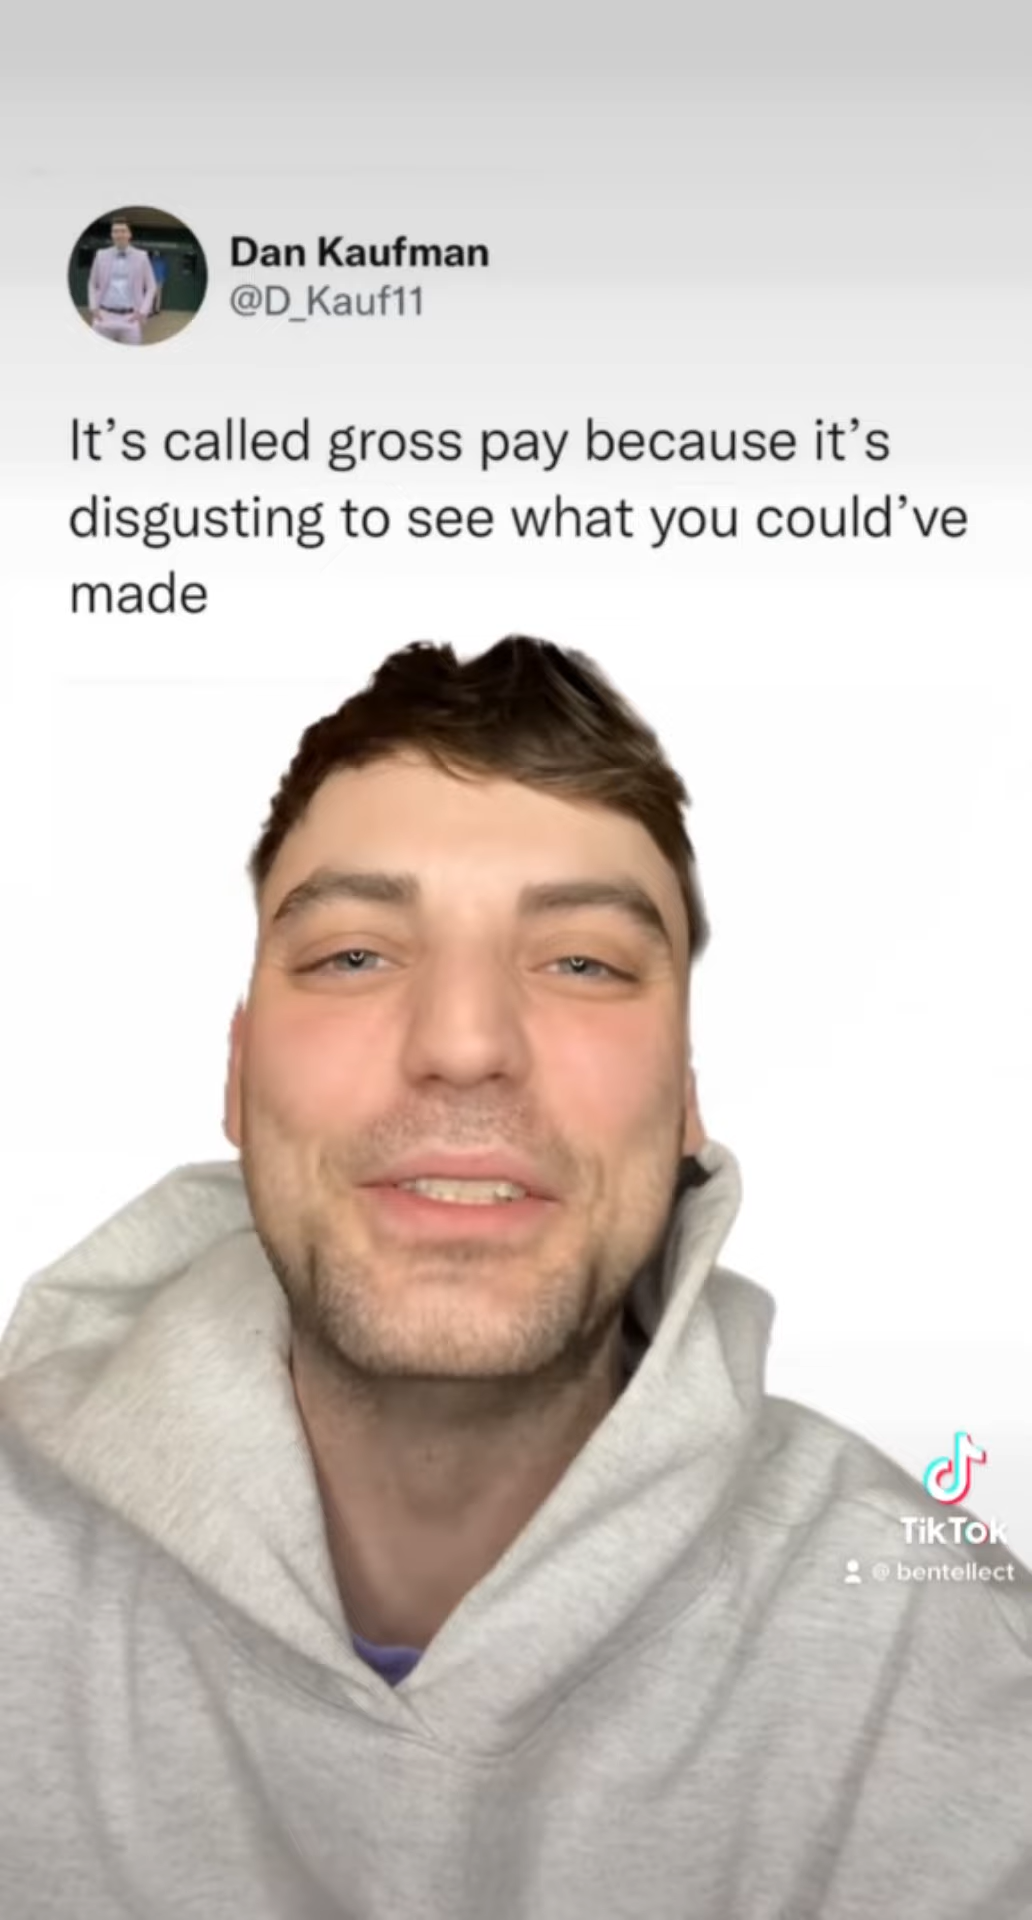 Dan Kaufman
@D_Kauf11
It’s called gross pay because it’s
disgusting to see what you could’ve
made
TikTok
@ bentellect